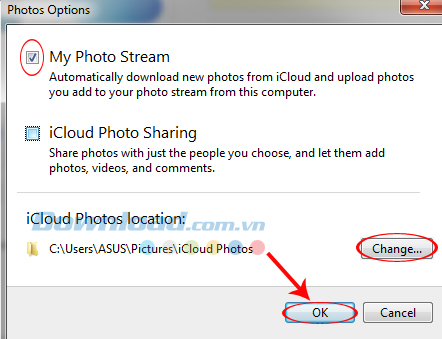 Photos Options
My Photo Stream
Automatically download new photos from iCloud and upload photos
you add to your photo stream from this computer.
iCloud Photo Sharing
Share photos with just the people you choose, and let them add
photos, videos, and comments.
iCloud Photos location:
Download.com.vn
C:\Users\ASUS\Pictures\iCloud Photos
Change...
OK
Cancel